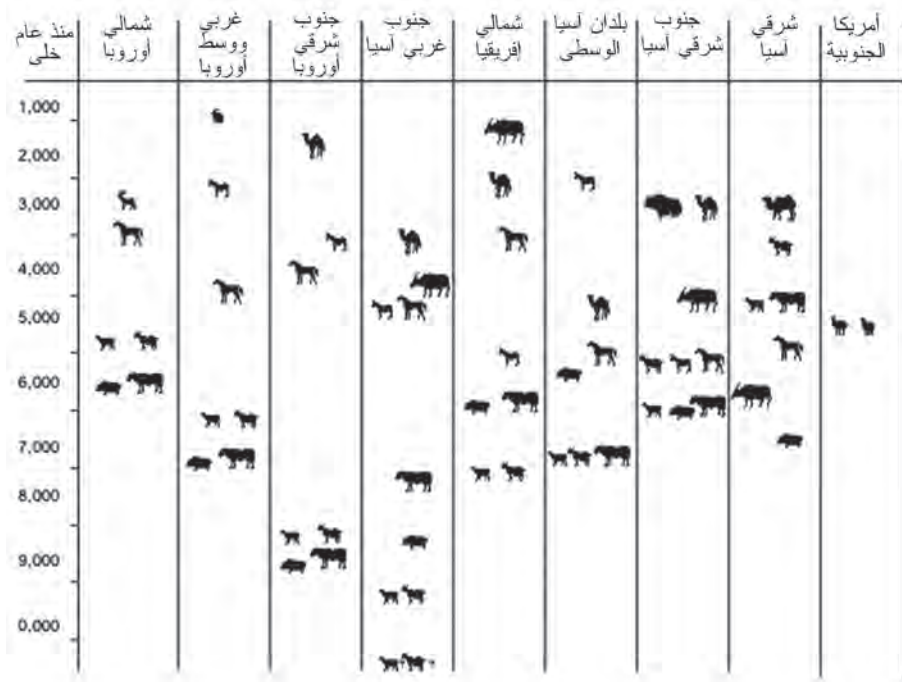 منذ عام
خلى
شمالي
أوروبا
غربي
ووسط
أوروبا
جنوب
شرقي
أوروبا
جنوب
غربي أسيا
شمالي
إفريقيا
بلدان آسيا
الوسطى
جنوب
شرقي أسيا
شرقي
آسيا
أمريكا
الجنوبية
1,000
2,000
3,000
4,000
5,000
6,000
7,000
8,000
9,000
0,000